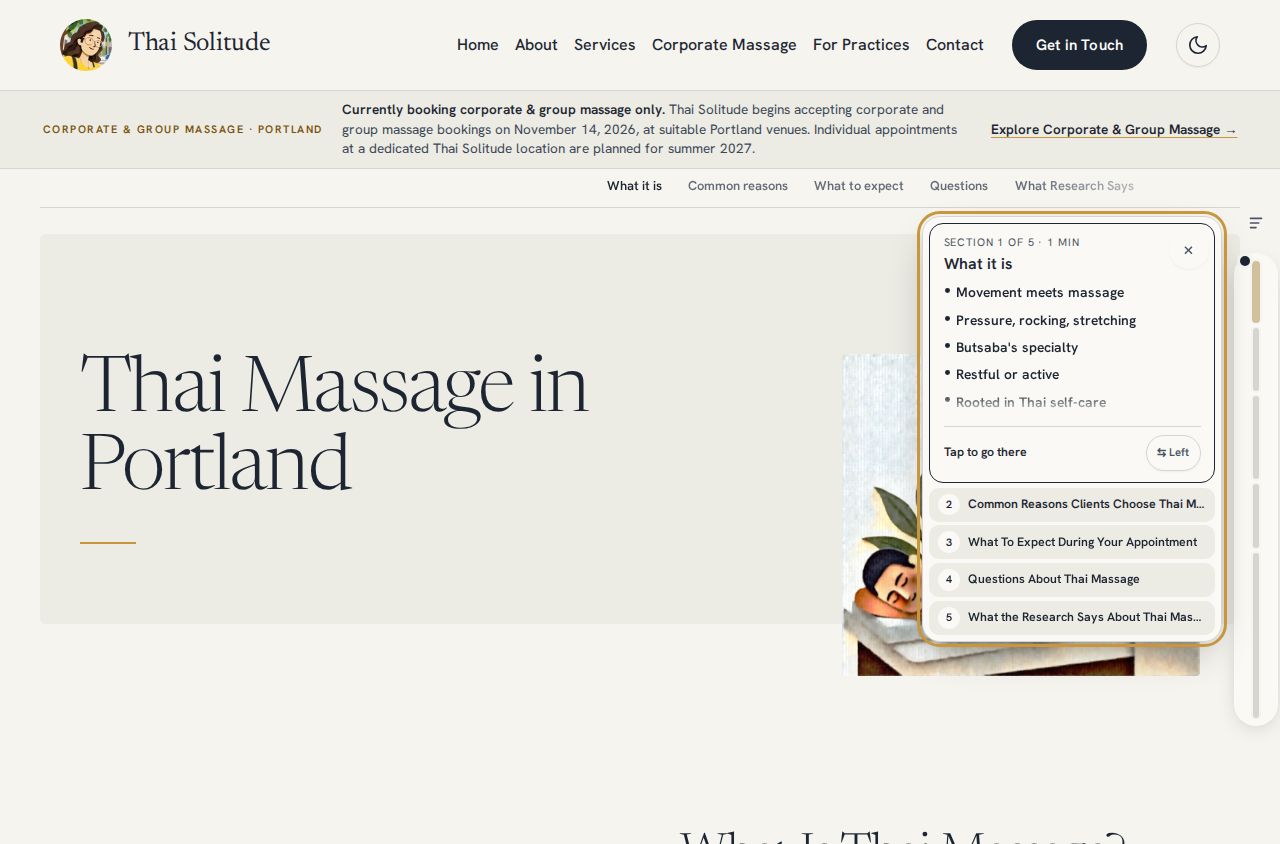 Thai Solitude
Home About Services Corporate Massage For Practices Contact Get in Touch
CORPORATE & GROUP MASSAGE · PORTLAND
Currently booking corporate & group massage only. Thai Solitude begins accepting corporate and
group massage bookings on November 14, 2026, at suitable Portland venues. Individual appointments
at a dedicated Thai Solitude location are planned for summer 2027.
Explore Corporate & Group Massage →
What it is Common reasons What to expect Questions What Research Says
Thai Massage in
Portland
SECTION 1 OF 5 · 1 MIN
✕
What it is
• Movement meets massage
• Pressure, rocking, stretching
• Butsaba's specialty
• Restful or active
• Rooted in Thai self-care
Tap to go there
⇆ Left
2 Common Reasons Clients Choose Thai M...
3 What To Expect During Your Appointment
4 Questions About Thai Massage
5 What the Research Says About Thai Mas...
What Is Thai Massage?